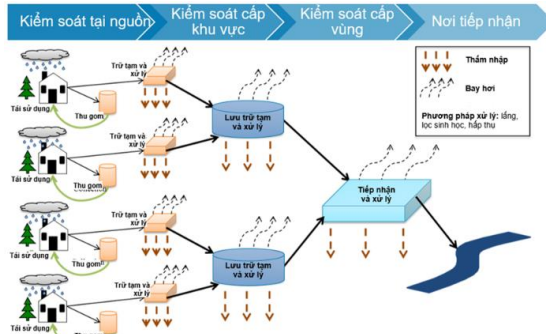 Kiểm soát tại nguồn
Kiểm soát cấp
khu vực
Kiểm soát cấp
vùng
Nơi tiếp nhận
Thấm nhập
Bay hơi
Phương pháp xử lý: lắng,
lọc sinh học, hấp thụ
Trữ tạm và
xử lý
Tái sử dụng
Thu gom
Trữ tạm và
xử lý
Tái sử dụng
Thu gom
Lưu trữ tạm
và xử lý
Tiếp nhận
và xử lý
Trữ tạm và
xử lý
Tái sử dụng
Thu gom
Trữ tạm và
xử lý
Tái sử dụng
Thu gom
Lưu trữ tạm
và xử lý